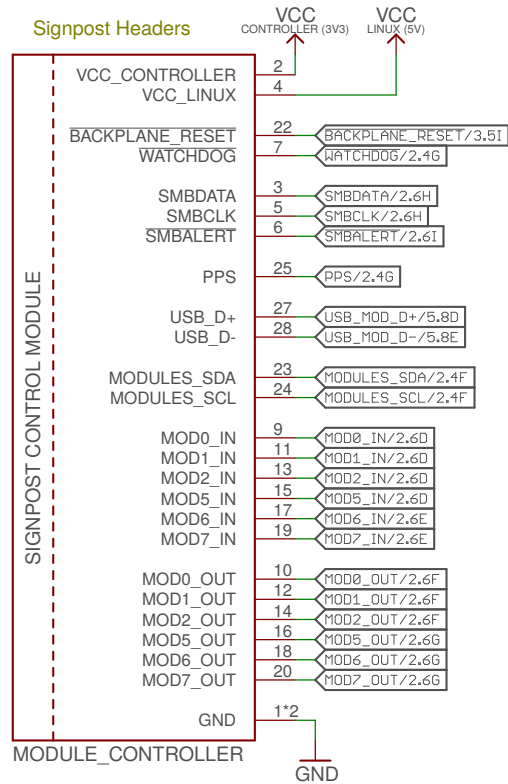 Signpost Headers
VCC
CONTROLLER (3V3)
VCC
LINUX (5V)
VCC_CONTROLLER 2
VCC_LINUX 4
BACKPLANE_RESET 22 BACKPLANE_RESET/3.5I
WATCHDOG 7 WATCHDOG/2.4G
SMBDATA 3 SMBDATA/2.6H
SMBCLK 5 SMBCLK/2.6H
SMBALERT 6 SMBALERT/2.6I
PPS 25 PPS/2.4G
USB_D+ 27 USB_MOD_D+/5.8D
USB_D- 28 USB_MOD_D-/5.8E
MODULES_SDA 23 MODULES_SDA/2.4F
MODULES_SCL 24 MODULES_SCL/2.4F
MOD0_IN 9 MOD0_IN/2.6D
MOD1_IN 11 MOD1_IN/2.6D
MOD2_IN 13 MOD2_IN/2.6D
MOD5_IN 15 MOD5_IN/2.6D
MOD6_IN 17 MOD6_IN/2.6E
MOD7_IN 19 MOD7_IN/2.6E
MOD0_OUT 10 MOD0_OUT/2.6F
MOD1_OUT 12 MOD1_OUT/2.6F
MOD2_OUT 14 MOD2_OUT/2.6F
MOD5_OUT 16 MOD5_OUT/2.6G
MOD6_OUT 18 MOD6_OUT/2.6G
MOD7_OUT 20 MOD7_OUT/2.6G
GND 1*2
SIGNPOST CONTROL MODULE
MODULE_CONTROLLER
GND